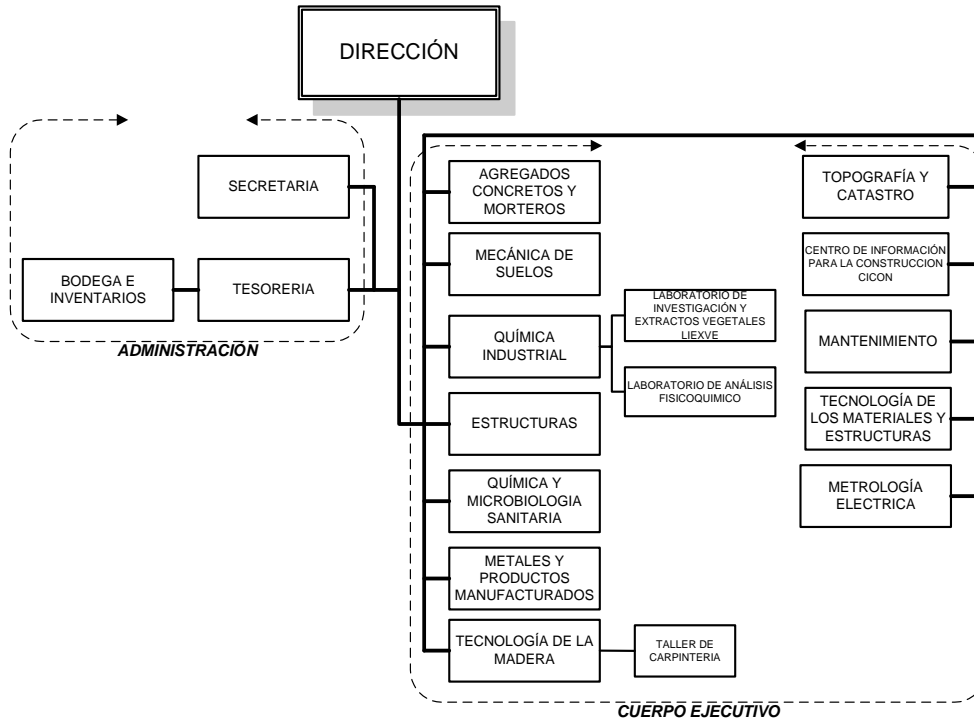 DIRECCIÓN
SECRETARIA
BODEGA E
INVENTARIOS
TESORERIA
ADMINISTRACIÓN
AGREGADOS
CONCRETOS Y
MORTEROS
MECÁNICA DE
SUELOS
QUÍMICA
INDUSTRIAL
LABORATORIO DE
INVESTIGACIÓN Y
EXTRACTOS VEGETALES
LIEXVE
LABORATORIO DE ANÁLISIS
FISICOQUIMICO
ESTRUCTURAS
QUÍMICA Y
MICROBIOLOGIA
SANITARIA
METALES Y
PRODUCTOS
MANUFACTURADOS
TECNOLOGÍA DE LA
MADERA
TALLER DE
CARPINTERIA
TOPOGRAFÍA Y
CATASTRO
CENTRO DE INFORMACIÓN
PARA LA CONSTRUCCION
CICON
MANTENIMIENTO
TECNOLOGÍA DE
LOS MATERIALES Y
ESTRUCTURAS
METROLOGÍA
ELECTRICA
CUERPO EJECUTIVO